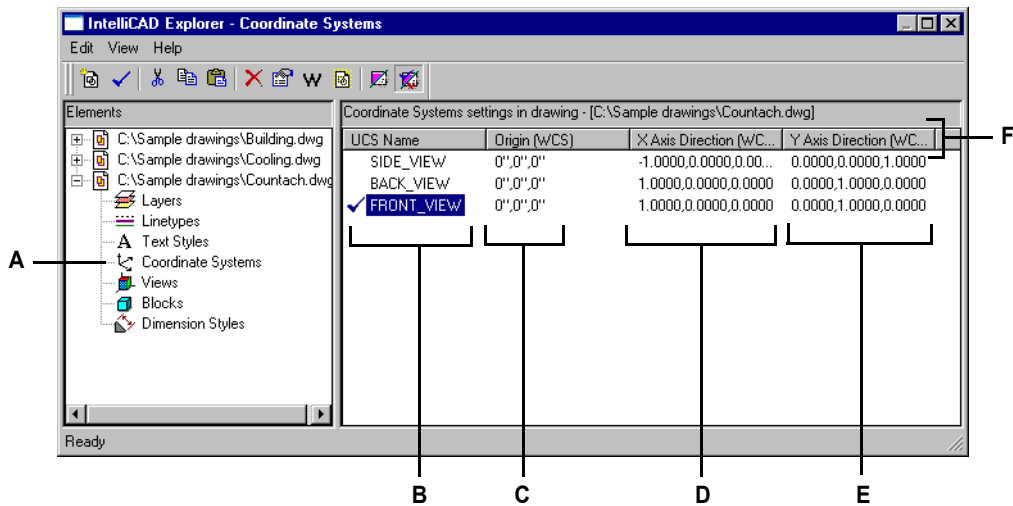 IntelliCAD Explorer - Coordinate Systems
Edit View Help
Elements
Coordinate Systems settings in drawing - [C:\Sample drawings\Countach.dwg]
C:\Sample drawings\Building.dwg
C:\Sample drawings\Cooling.dwg
C:\Sample drawings\Countach.dwg
Layers
Linetypes
A Text Styles
Coordinate Systems
Views
Blocks
Dimension Styles
UCS Name Origin (WCS) X Axis Direction (WC... Y Axis Direction (WC...
SIDE_VIEW 0",0",0" -1.0000,0.0000,0.00... 0.0000,0.0000,1.0000
BACK_VIEW 0",0",0" 1.0000,0.0000,0.0000 0.0000,1.0000,0.0000
FRONT_VIEW 0",0",0" 1.0000,0.0000,0.0000 0.0000,1.0000,0.0000
Ready
A
F
B C D E